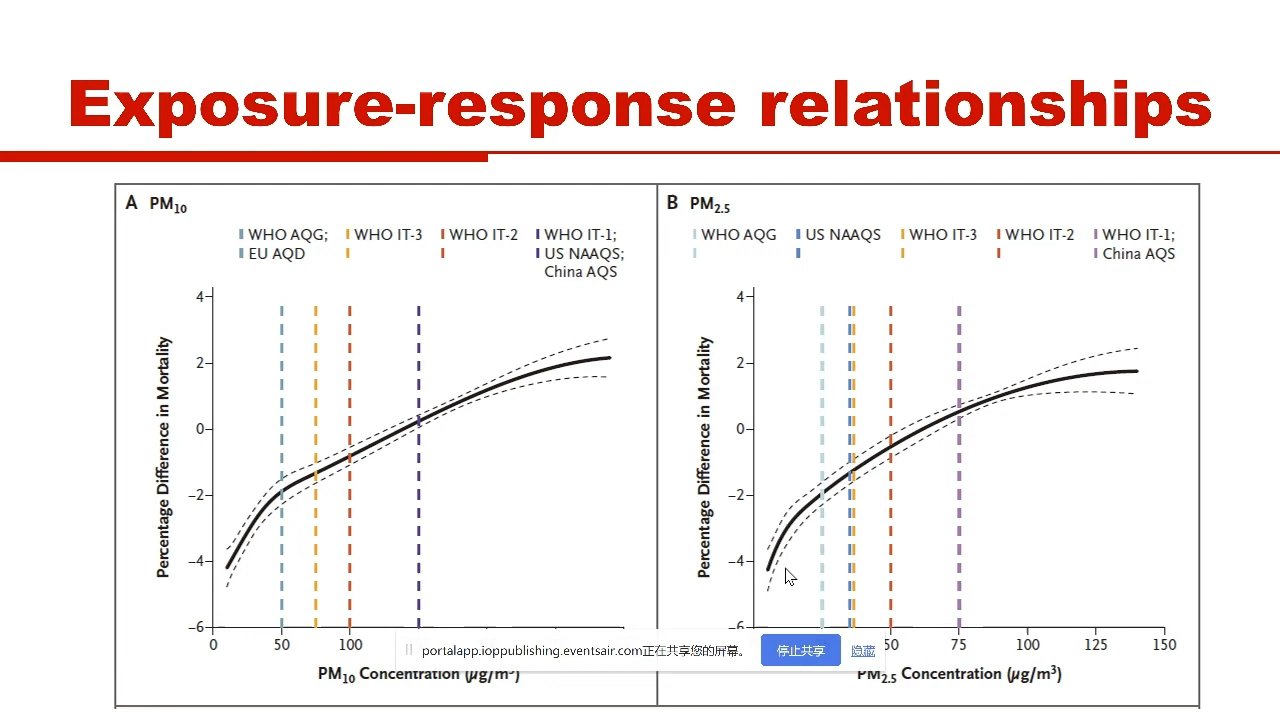 Exposure-response relationships
A PM10
WHO AQG;
EU AQD
WHO IT-3
WHO IT-2
WHO IT-1;
US NAAQS;
China AQS
4
2
0
–2
–4
–6
Percentage Difference in Mortality
0
50
100
PM10 Concentration (μg/m3)
B PM2.5
WHO AQG
US NAAQS
WHO IT-3
WHO IT-2
WHO IT-1;
China AQS
4
2
0
–2
–4
–6
Percentage Difference in Mortality
50
75
100
125
150
PM2.5 Concentration (μg/m3)
portalapp.ioppublishing.eventsair.com正在共享您的屏幕。
停止共享
隐藏